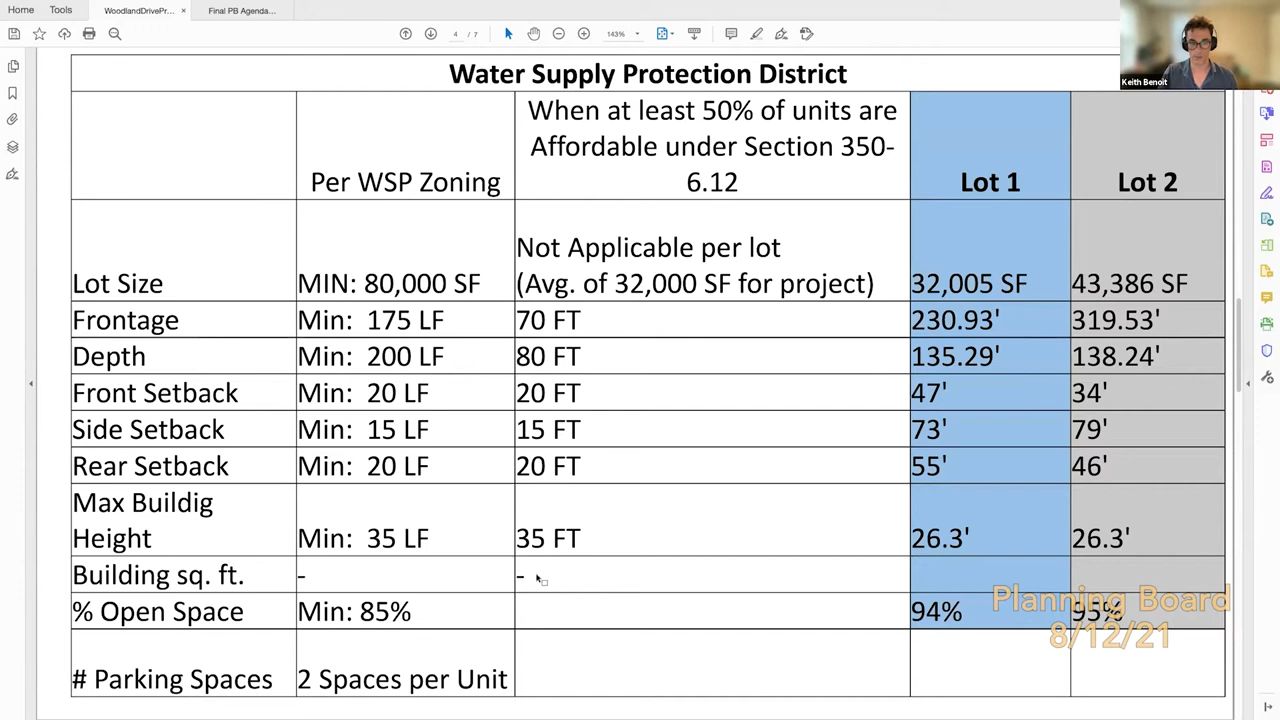 Home Tools WoodlandDrivePr... × Final PB Agenda...
4 / 7 143%
Keith Benoit
Water Supply Protection District
Per WSP Zoning
When at least 50% of units are
Affordable under Section 350-
6.12
Lot 1
Lot 2
Lot Size
MIN: 80,000 SF
Not Applicable per lot
(Avg. of 32,000 SF for project)
32,005 SF
43,386 SF
Frontage Min: 175 LF 70 FT 230.93' 319.53'
Depth Min: 200 LF 80 FT 135.29' 138.24'
Front Setback Min: 20 LF 20 FT 47' 34'
Side Setback Min: 15 LF 15 FT 73' 79'
Rear Setback Min: 20 LF 20 FT 55' 46'
Max Buildig
Height Min: 35 LF 35 FT 26.3' 26.3'
Building sq. ft. - -
% Open Space Min: 85% 94% 95%
# Parking Spaces 2 Spaces per Unit
Planning Board
8/12/21